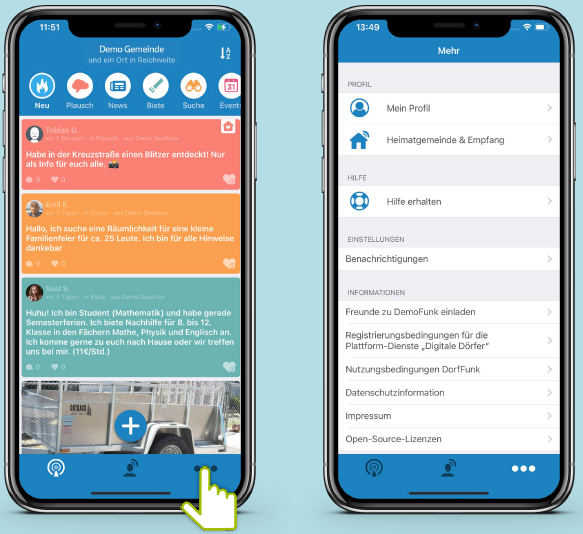 11:51
Demo Gemeinde
und ein Ort in Reichweite
Neu
Plausch
News
Biete
Suche
Event
31
Tobias D.
vor 2 Minuten · in Plausch · aus Demo GeoArea
Habe in der Kreuzstraße einen Blitzer entdeckt! Nur
als Info für euch alle. 📸
0 0
Emil E.
vor 3 Tagen · in Suche · aus Demo GeoArea
Hallo, ich suche eine Räumlichkeit für eine kleine
Familienfeier für ca. 25 Leute. Ich bin für alle Hinweise
dankebar
0 0
Susi S.
vor 3 Tagen · in Biete · aus Demo GeoArea
Huhu! Ich bin Student (Mathematik) und habe gerade
Semesterferien. Ich biete Nachhilfe für 8. bis 12.
Klasse in den Fächern Mathe, Physik und Englisch an.
Ich komme gerne zu euch nach Hause oder wir treffen
uns bei mir. (11€/Std.)
0 0
13:49
Mehr
PROFIL
Mein Profil
Heimatgemeinde & Empfang
HILFE
Hilfe erhalten
EINSTELLUNGEN
Benachrichtigungen
INFORMATIONEN
Freunde zu DemoFunk einladen
Registrierungsbedingungen für die
Plattform-Dienste „Digitale Dörfer"
Nutzungsbedingungen DorfFunk
Datenschutzinformation
Impressum
Open-Source-Lizenzen